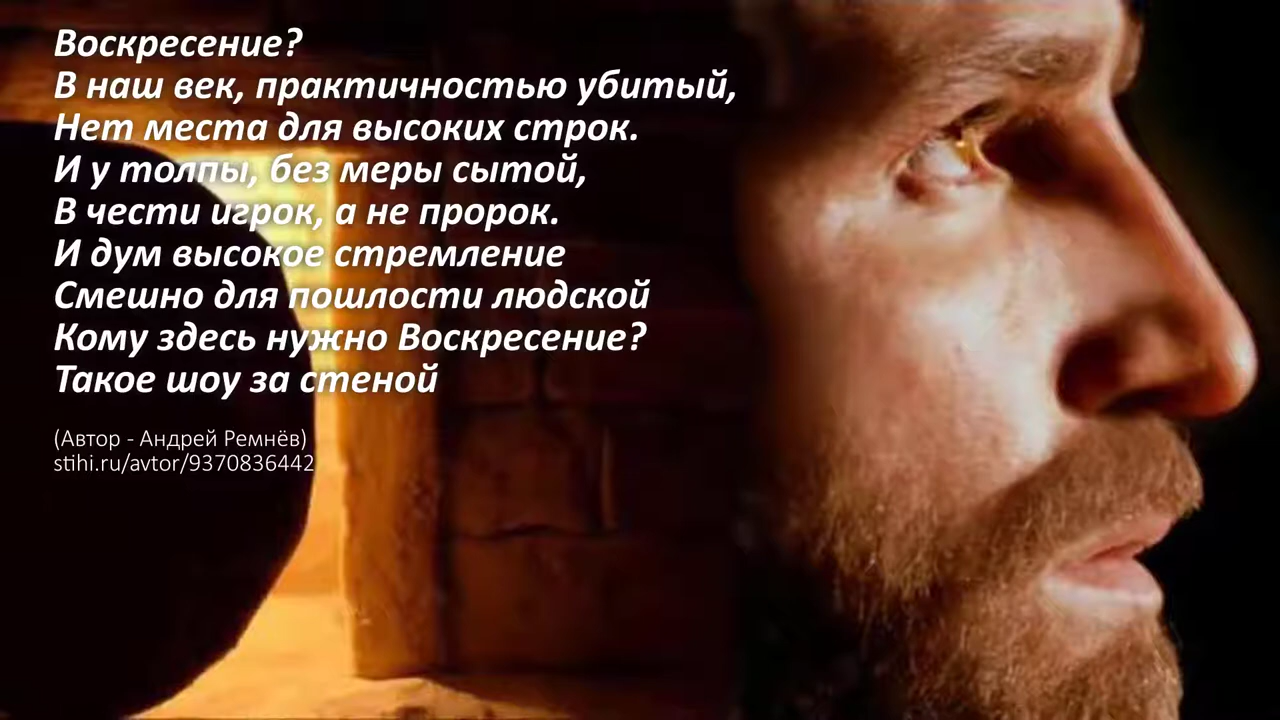 Воскресение?
В наш век, практичностью убитый,
Нет места для высоких строк.
И у толпы, без меры сытой,
В чести игрок, а не пророк.
И дум высокое стремление
Смешно для пошлости людской
Кому здесь нужно Воскресение?
Такое шоу за стеной
(Автор - Андрей Ремнёв)
stihi.ru/avtor/9370836442